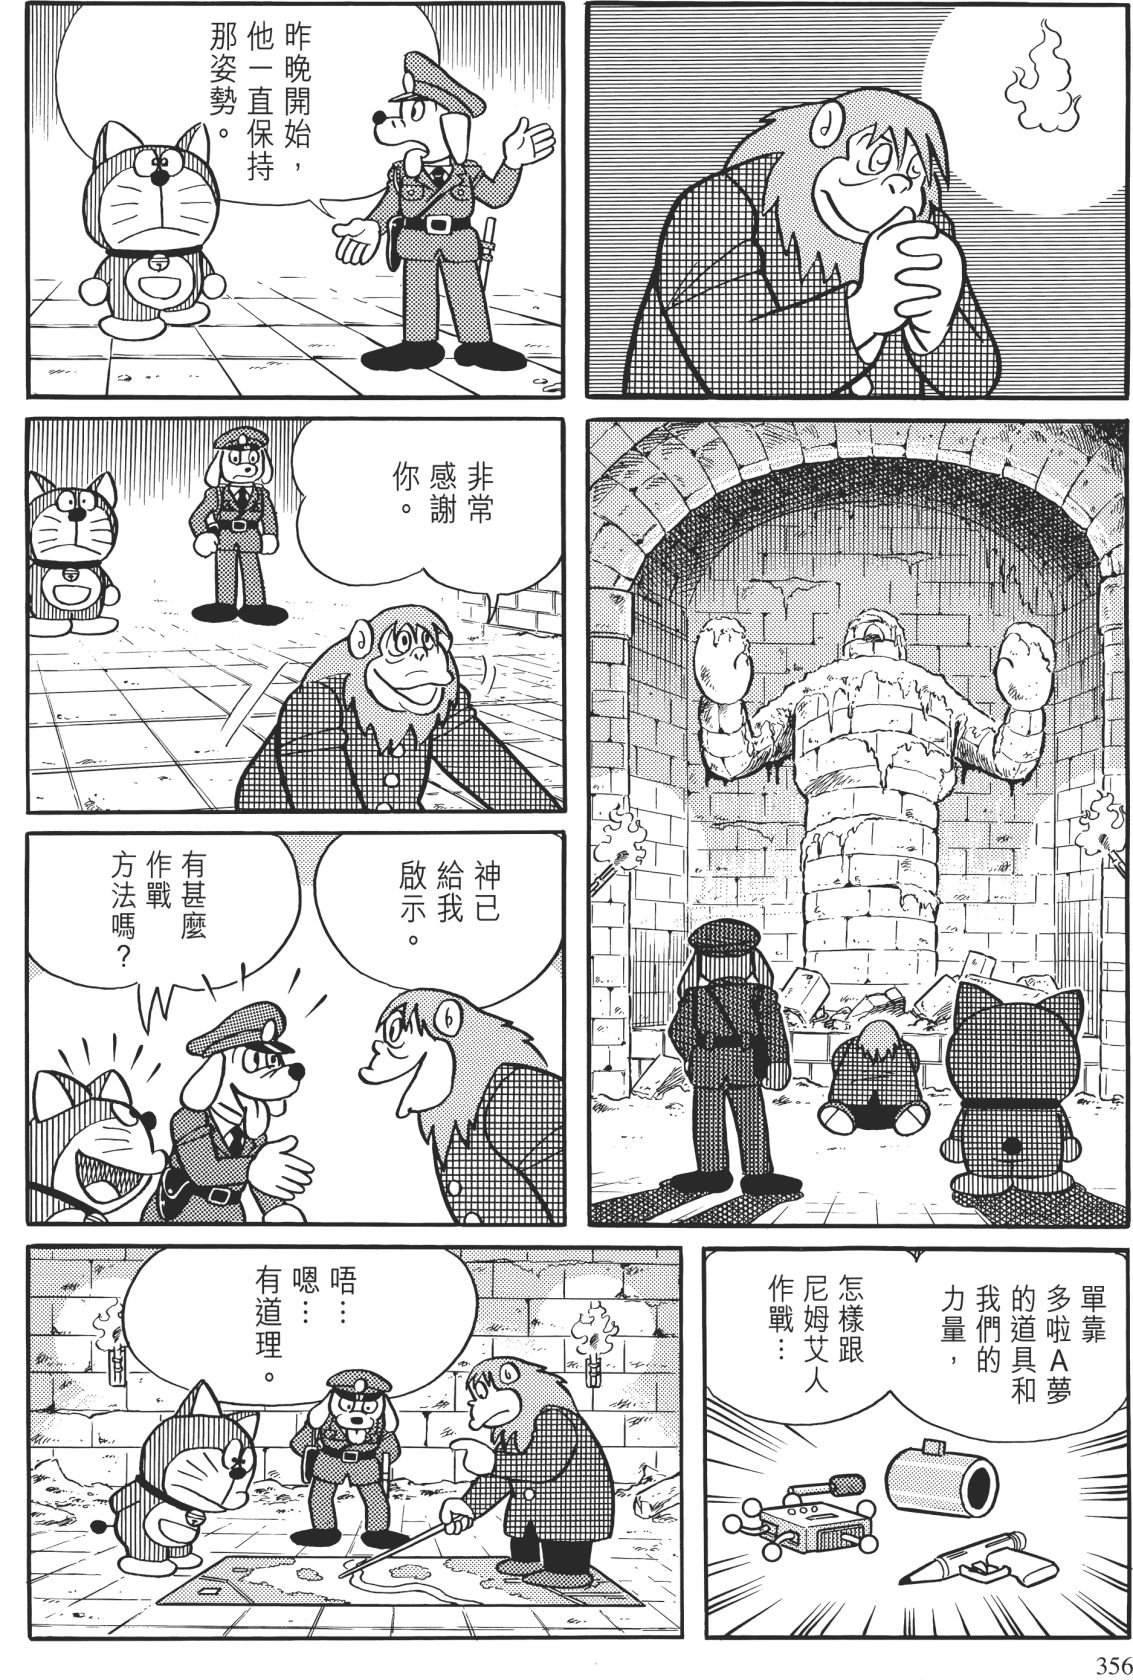 昨晚開始，
他一直保持
那姿勢。
非常
感謝
你。
神已
給我
啟示。
有甚麼
作戰
方法嗎？
單靠
多啦A夢
的道具和
我們的
力量，
怎樣跟
尼姆艾人
作戰…
唔…
嗯…
有道理。
356